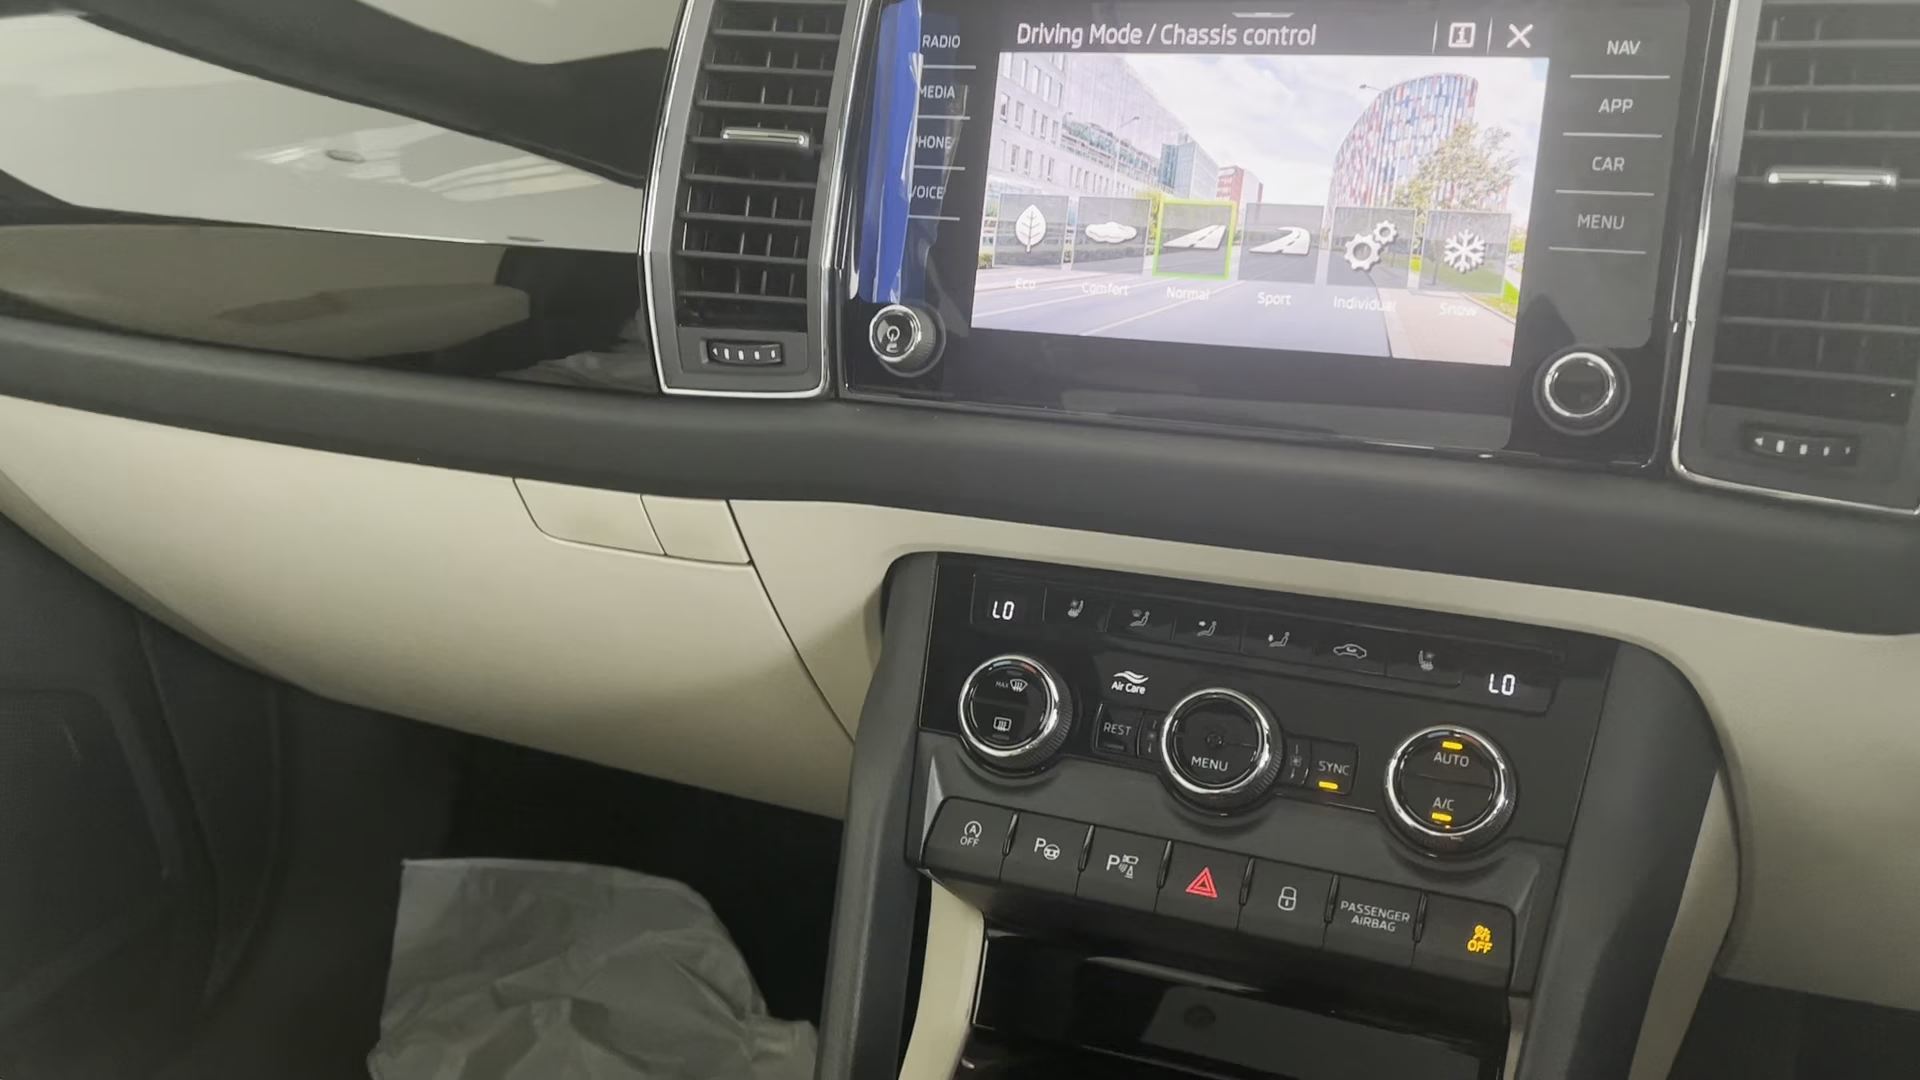 Driving Mode / Chassis control
RADIO
MEDIA
PHONE
VOICE
NAV
APP
CAR
MENU
Eco
Comfort
Normal
Sport
Individual
Snow
LO
LO
MAX
Air Care
REST
MENU
SYNC
AUTO
A/C
A
OFF
P
P
PASSENGER
AIRBAG
OFF